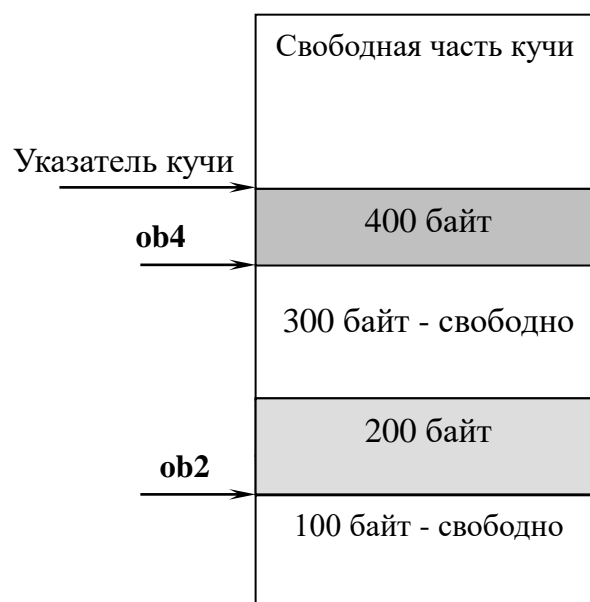 Свободная часть кучи
Указатель кучи
400 байт
ob4
300 байт - свободно
200 байт
ob2
100 байт - свободно